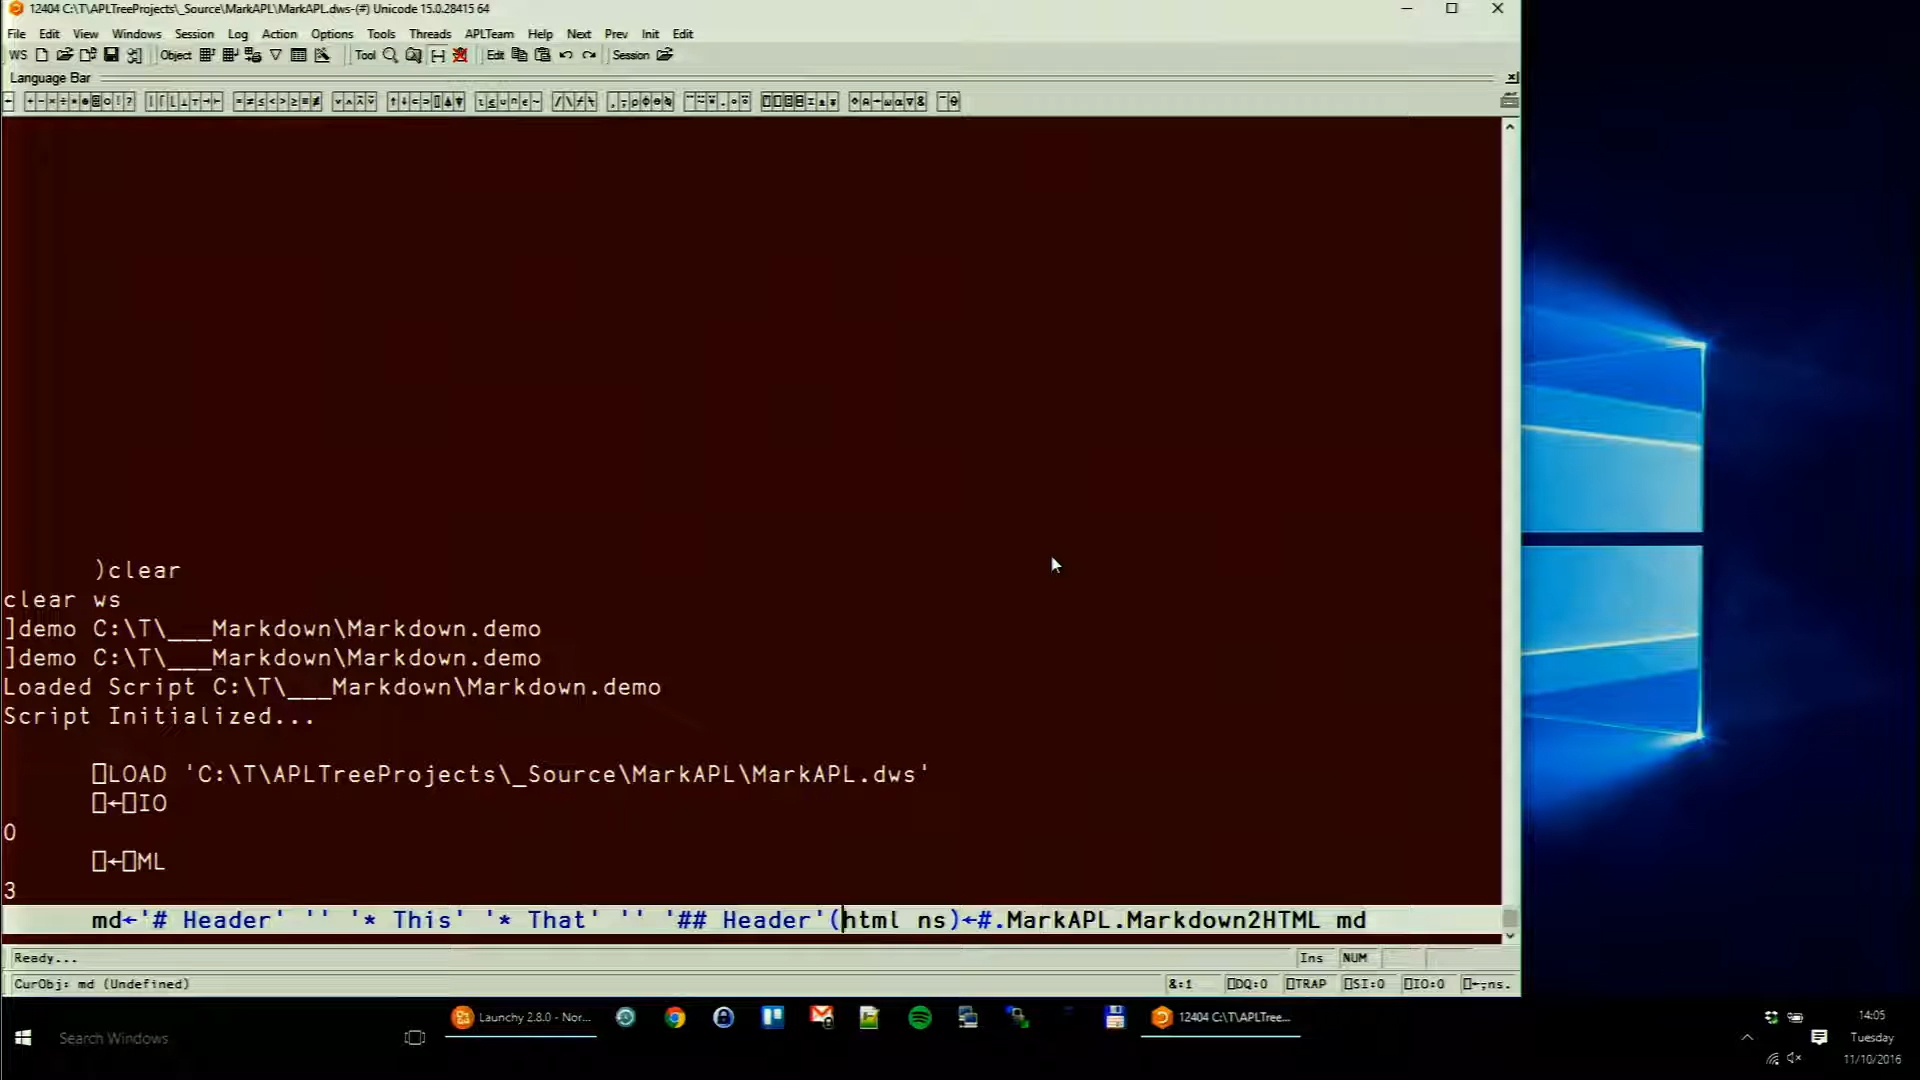 12404 C:\T\APLTreeProjects\_Source\MarkAPL\MarkAPL.dws-(#) Unicode 15.0.28415 64
File Edit View Windows Session Log Action Options Tools Threads APLTeam Help Next Prev Init Edit
WS Object Tool Edit Session
Language Bar
)clear
clear ws
]demo C:\T\___Markdown\Markdown.demo
]demo C:\T\___Markdown\Markdown.demo
Loaded Script C:\T\___Markdown\Markdown.demo
Script Initialized...
⎕LOAD 'C:\T\APLTreeProjects\_Source\MarkAPL\MarkAPL.dws'
⎕←⎕IO
0
⎕←⎕ML
3
md←'# Header' '' '* This' '* That' '' '## Header'(html ns)←#.MarkAPL.Markdown2HTML md
Ready...
Ins NUM
CurObj: md (Undefined)
&:1 ⎕DQ:0 ⎕TRAP ⎕SI:0 ⎕IO:0
Search Windows
Launchy 2.8.0 - Nor...
12404 C:\T\APLTree...
14:05
Tuesday
11/10/2016